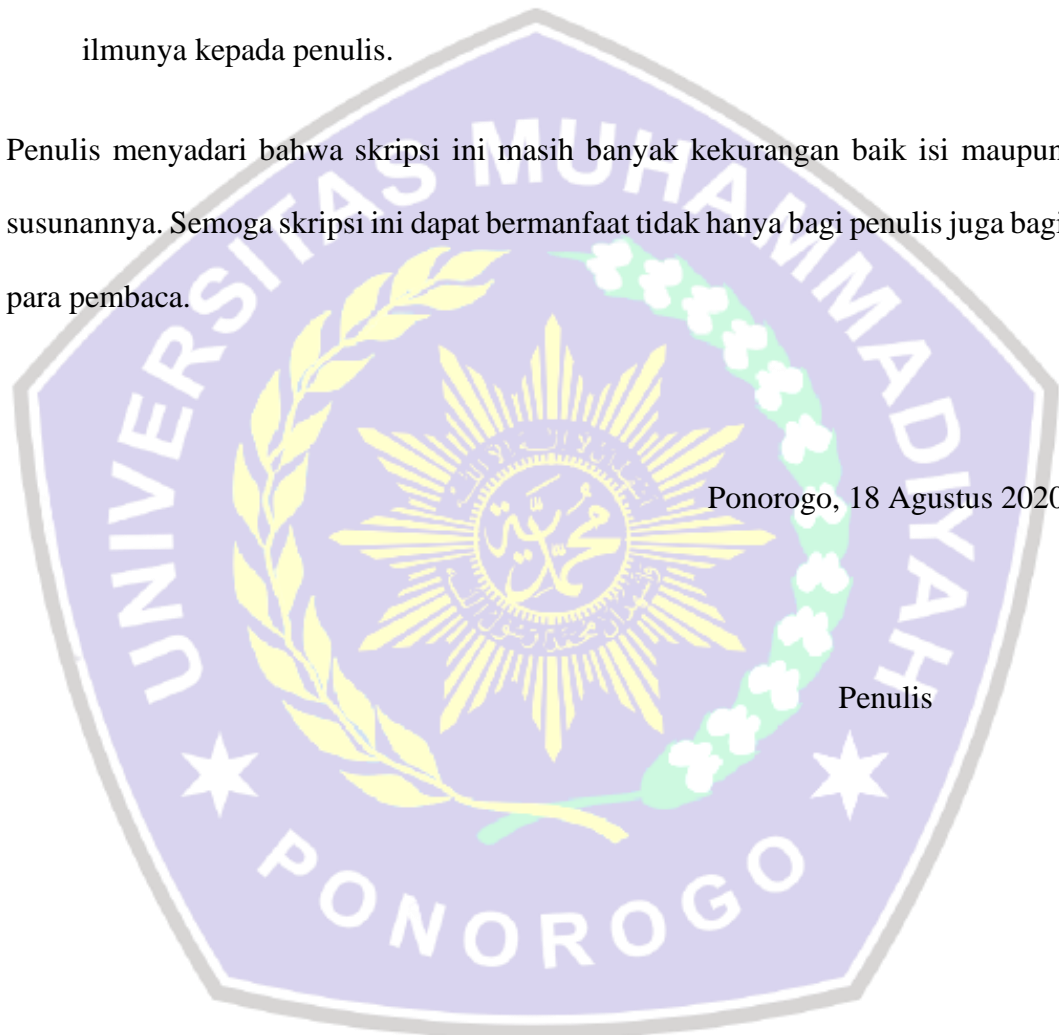 ilmunya kepada penulis.
Penulis menyadari bahwa skripsi ini masih banyak kekurangan baik isi maupun
susunannya. Semoga skripsi ini dapat bermanfaat tidak hanya bagi penulis juga bagi
para pembaca.
Ponorogo, 18 Agustus 2020
Penulis
UNIVERSITAS MUHAMMADIYAH
PONOROGO
محمدية